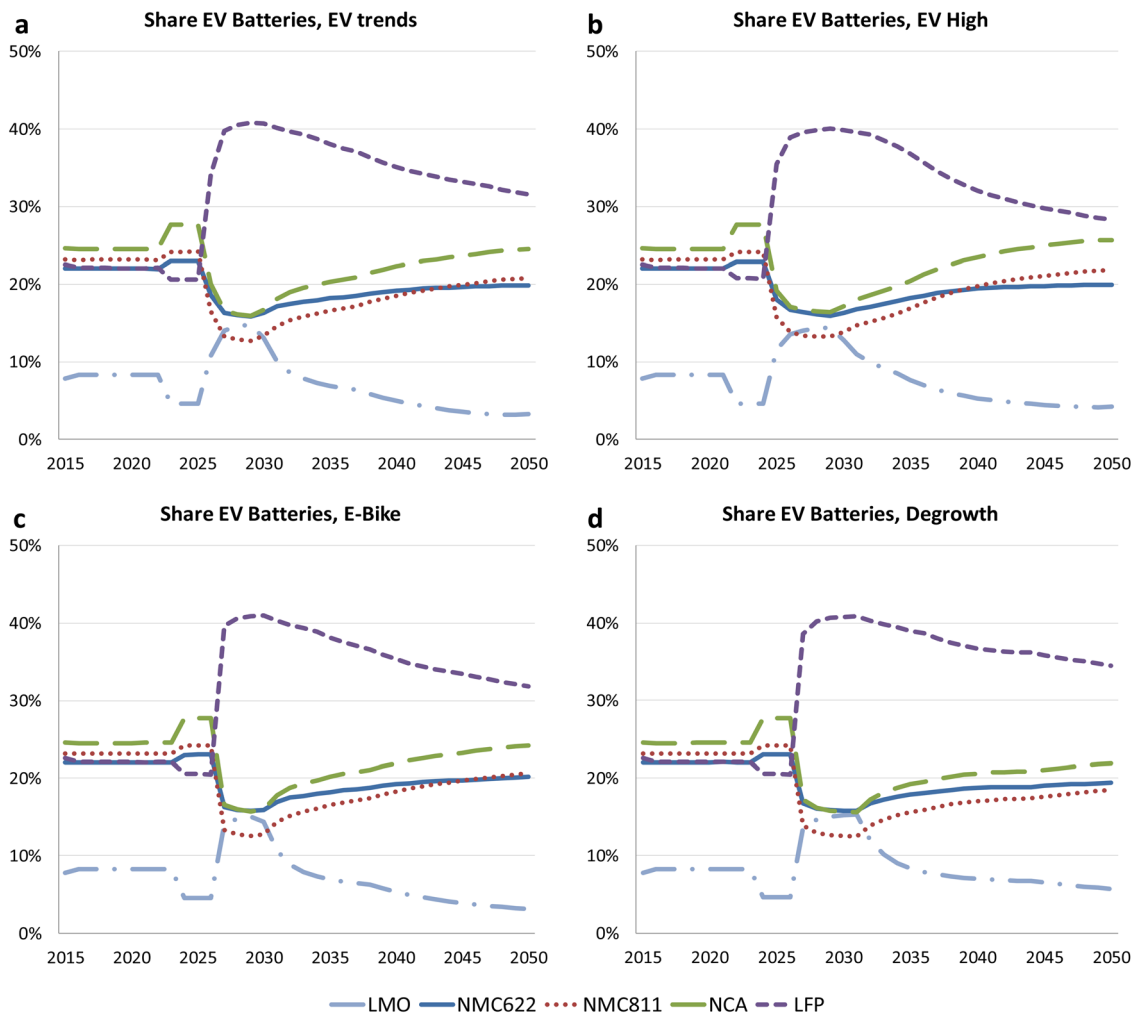 a
Share EV Batteries, EV trends
50%
40%
30%
20%
10%
0%
2015 2020 2025 2030 2035 2040 2045 2050
b
Share EV Batteries, EV High
50%
40%
30%
20%
10%
0%
2015 2020 2025 2030 2035 2040 2045 2050
c
Share EV Batteries, E-Bike
50%
40%
30%
20%
10%
0%
2015 2020 2025 2030 2035 2040 2045 2050
d
Share EV Batteries, Degrowth
50%
40%
30%
20%
10%
0%
2015 2020 2025 2030 2035 2040 2045 2050
LMO NMC622 NMC811 NCA LFP